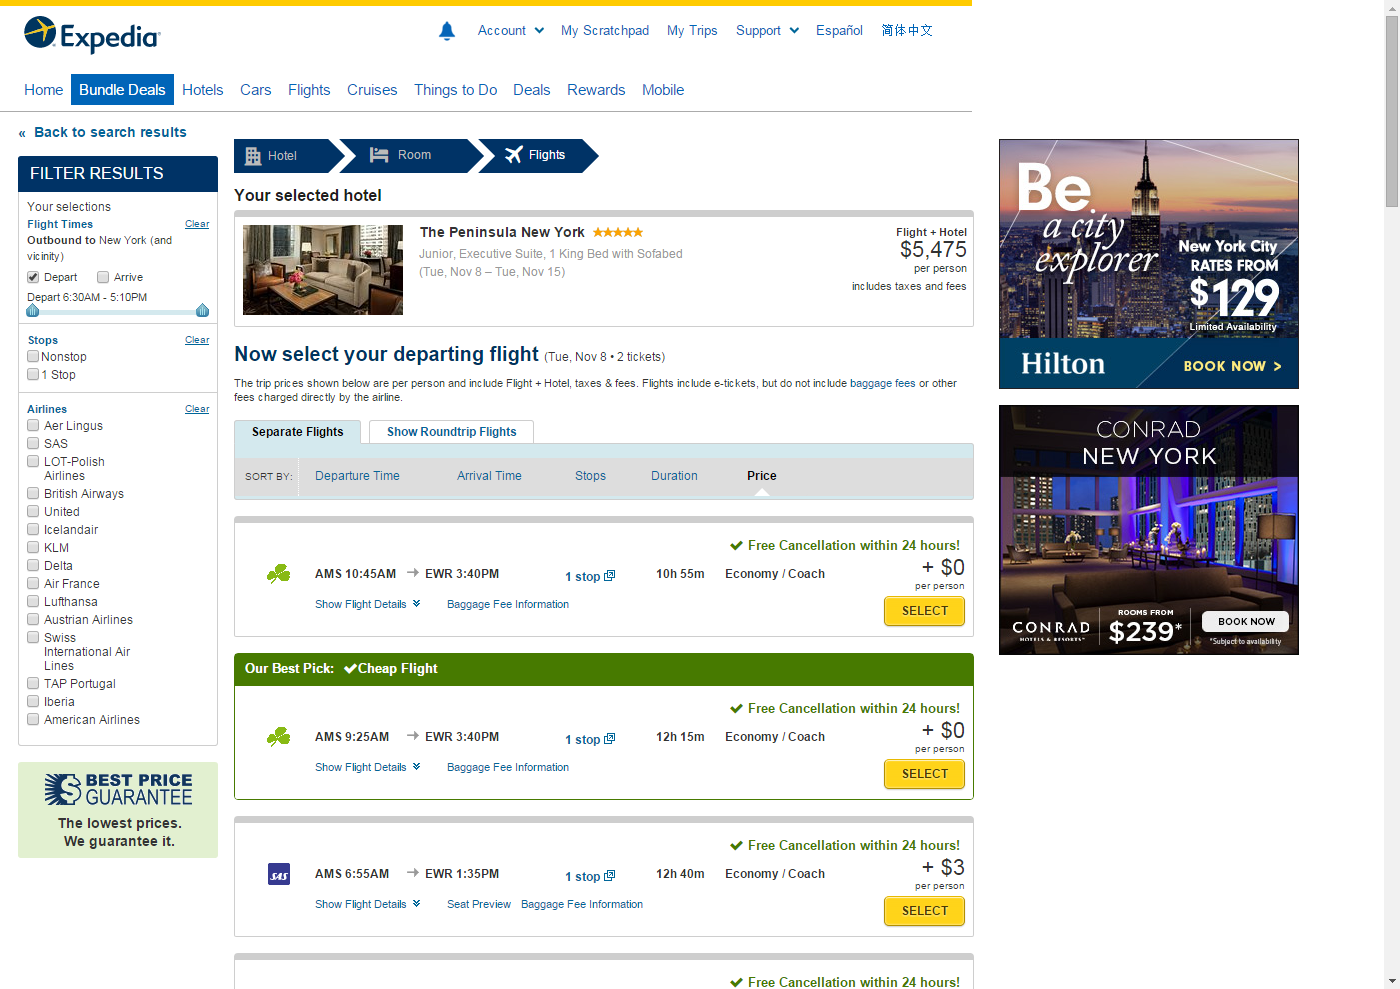 Expedia
Account
My Scratchpad
My Trips
Support
Español
简体中文
Home
Bundle Deals
Hotels
Cars
Flights
Cruises
Things to Do
Deals
Rewards
Mobile
« Back to search results
FILTER RESULTS
Your selections
Flight Times Clear
Outbound to New York (and
vicinity)
Depart Arrive
Depart 6:30AM - 5:10PM
Stops Clear
Nonstop
1 Stop
Airlines Clear
Aer Lingus
SAS
LOT-Polish
Airlines
British Airways
United
Icelandair
KLM
Delta
Air France
Lufthansa
Austrian Airlines
Swiss
International Air
Lines
TAP Portugal
Iberia
American Airlines
BEST PRICE
GUARANTEE
The lowest prices.
We guarantee it.
Hotel
Room
Flights
Your selected hotel
The Peninsula New York
Junior, Executive Suite, 1 King Bed with Sofabed
(Tue, Nov 8 – Tue, Nov 15)
Flight + Hotel
$5,475
per person
includes taxes and fees
Now select your departing flight (Tue, Nov 8 • 2 tickets)
The trip prices shown below are per person and include Flight + Hotel, taxes & fees. Flights include e-tickets, but do not include baggage fees or other
fees charged directly by the airline.
Separate Flights
Show Roundtrip Flights
SORT BY: Departure Time Arrival Time Stops Duration Price
Free Cancellation within 24 hours!
AMS 10:45AM → EWR 3:40PM 1 stop 10h 55m Economy / Coach + $0
per person
Show Flight Details Baggage Fee Information
SELECT
Our Best Pick: Cheap Flight
Free Cancellation within 24 hours!
AMS 9:25AM → EWR 3:40PM 1 stop 12h 15m Economy / Coach + $0
per person
Show Flight Details Baggage Fee Information
SELECT
Free Cancellation within 24 hours!
SAS
AMS 6:55AM → EWR 1:35PM 1 stop 12h 40m Economy / Coach + $3
per person
Show Flight Details Seat Preview Baggage Fee Information
SELECT
Free Cancellation within 24 hours!
Be
a city
explorer
New York City
RATES FROM
$129
Limited Availability
Hilton
BOOK NOW >
CONRAD
NEW YORK
CONRAD
HOTELS & RESORTS
ROOMS FROM
$239*
BOOK NOW
*Subject to availability